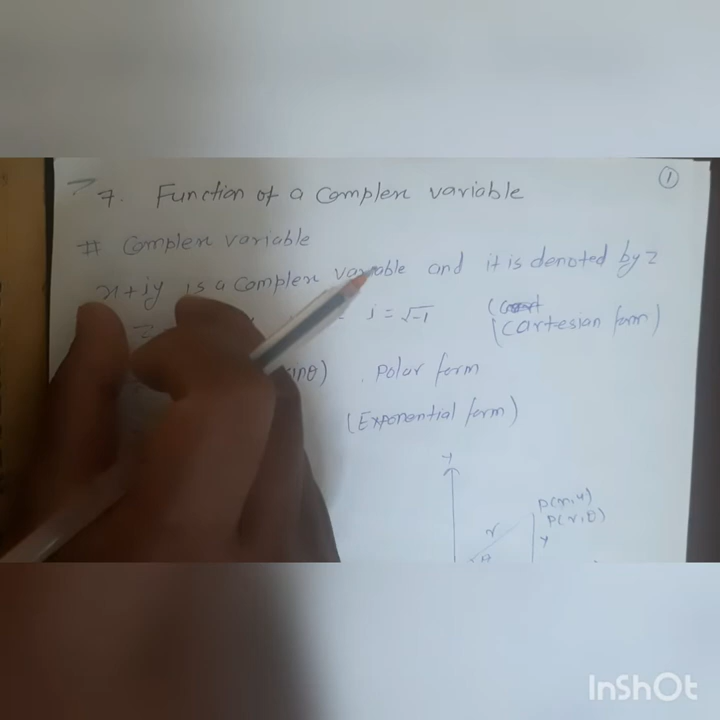 7. Function of a Complex variable
①
# Complex variable
x+iy is a Complex variable and it is denoted by z
z i = √-1 (Cartesian form)
sinθ) . Polar form
(Exponential form)
y
P(x,y)
P(r,θ)
r y
θ
InShOt